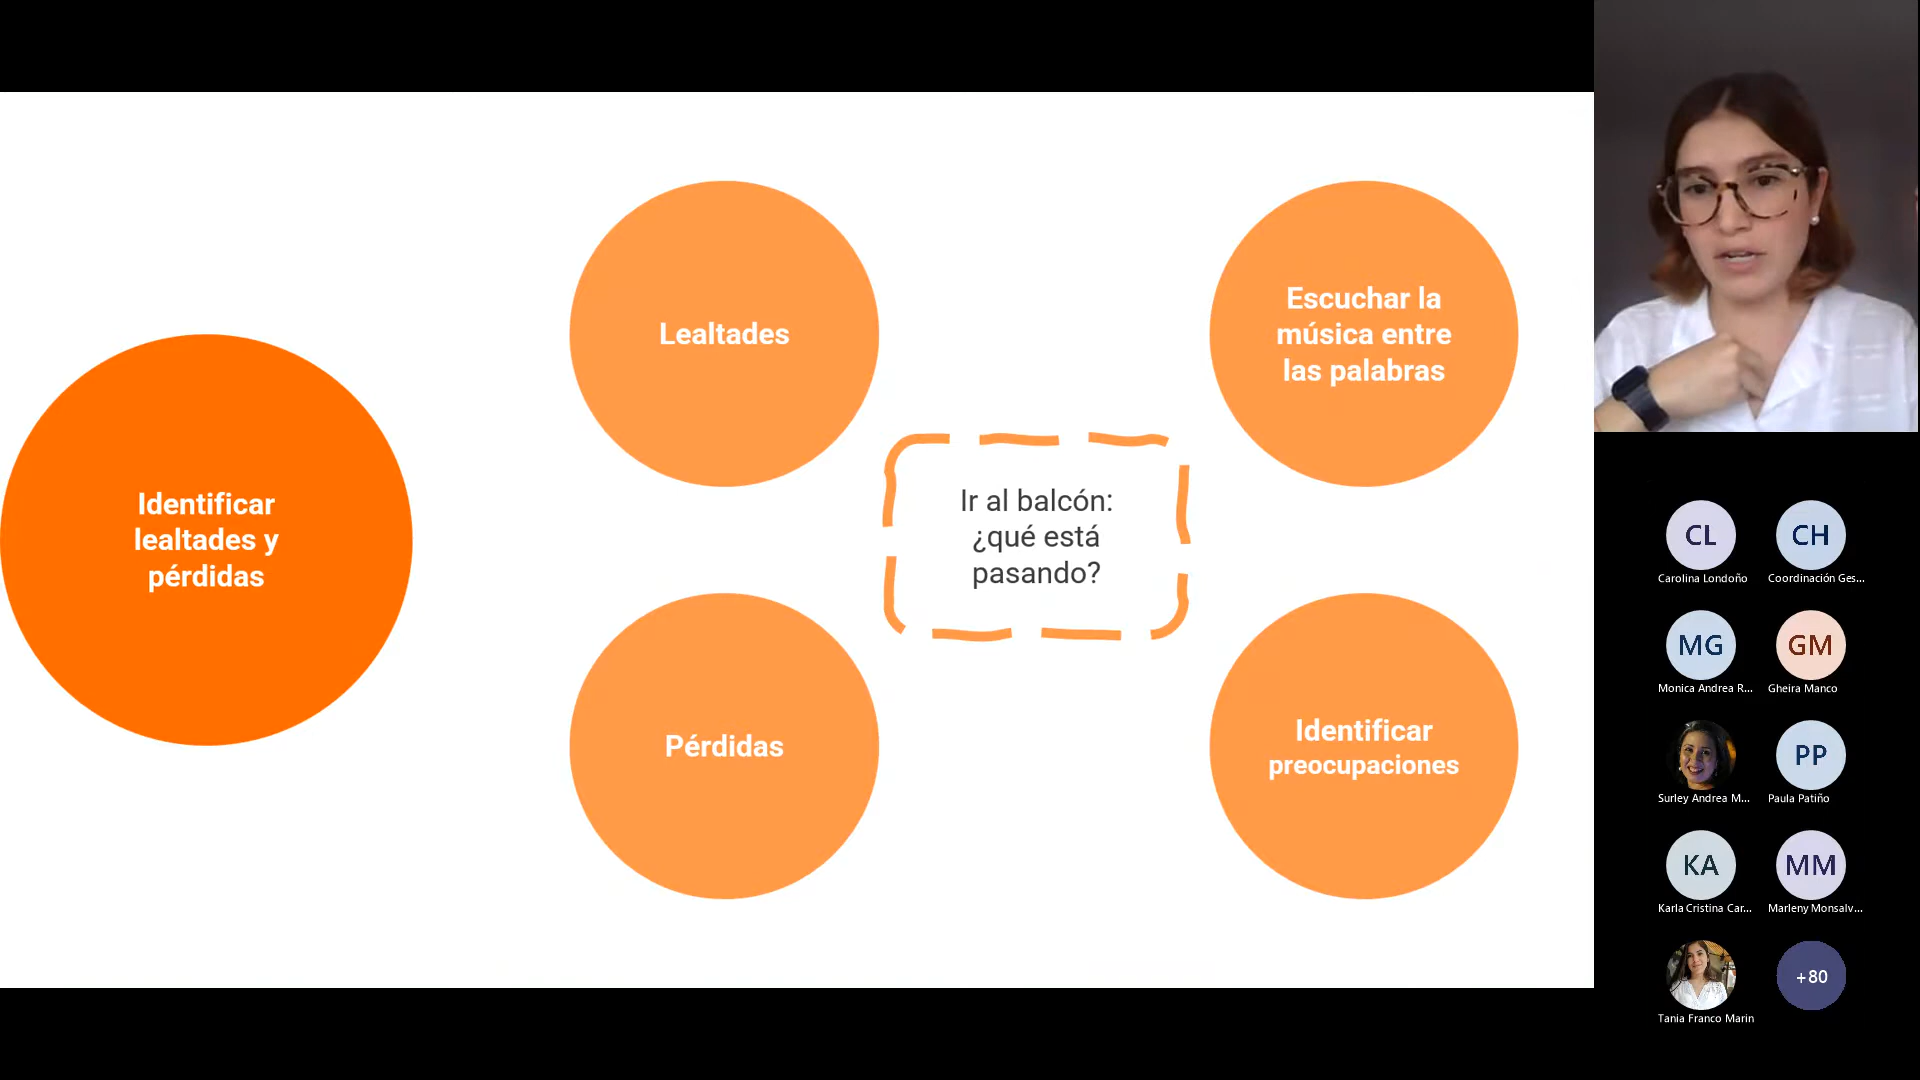 Identificar
lealtades y
pérdidas
Lealtades
Pérdidas
Ir al balcón:
¿qué está
pasando?
Escuchar la
música entre
las palabras
Identificar
preocupaciones
CL
Carolina Londoño
CH
Coordinación Ges...
MG
Monica Andrea R...
GM
Gheira Manco
Surley Andrea M...
PP
Paula Patiño
KA
Karla Cristina Car...
MM
Marleny Monsalv...
Tania Franco Marin
+80